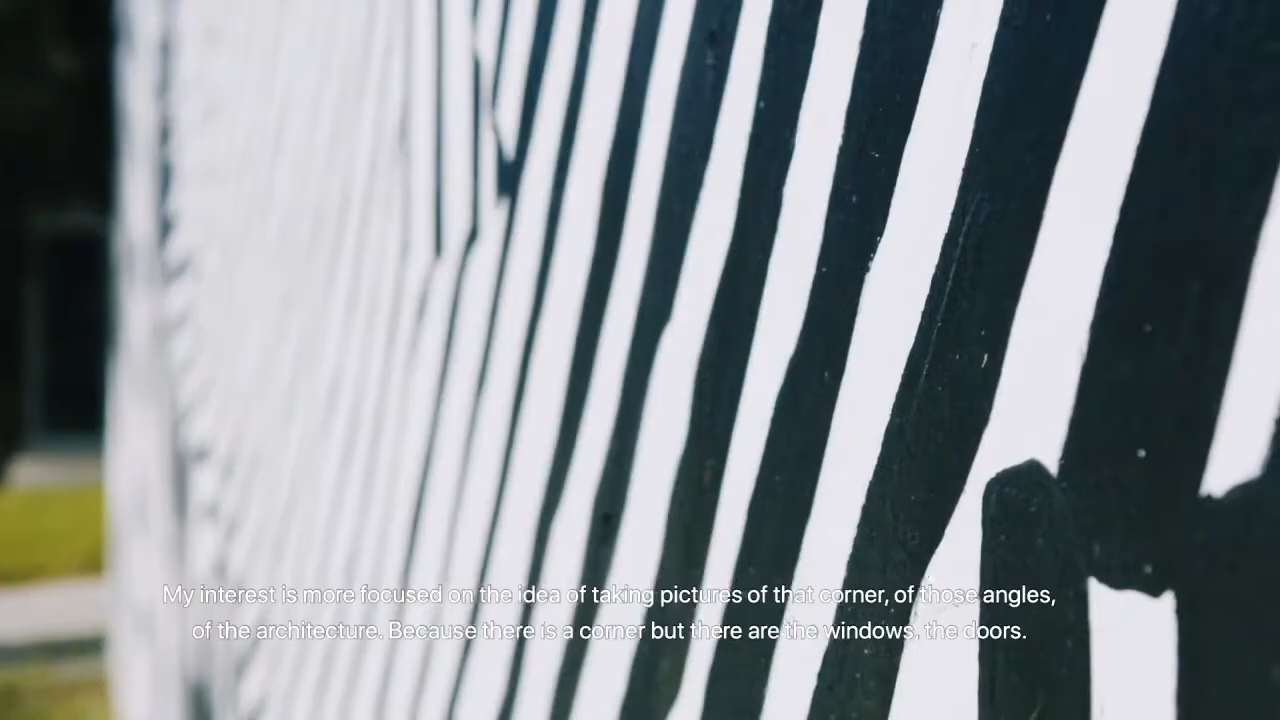 My interest is more focused on the idea of taking pictures of that corner, of those angles,
of the architecture. Because there is a corner but there are the windows, the doors.